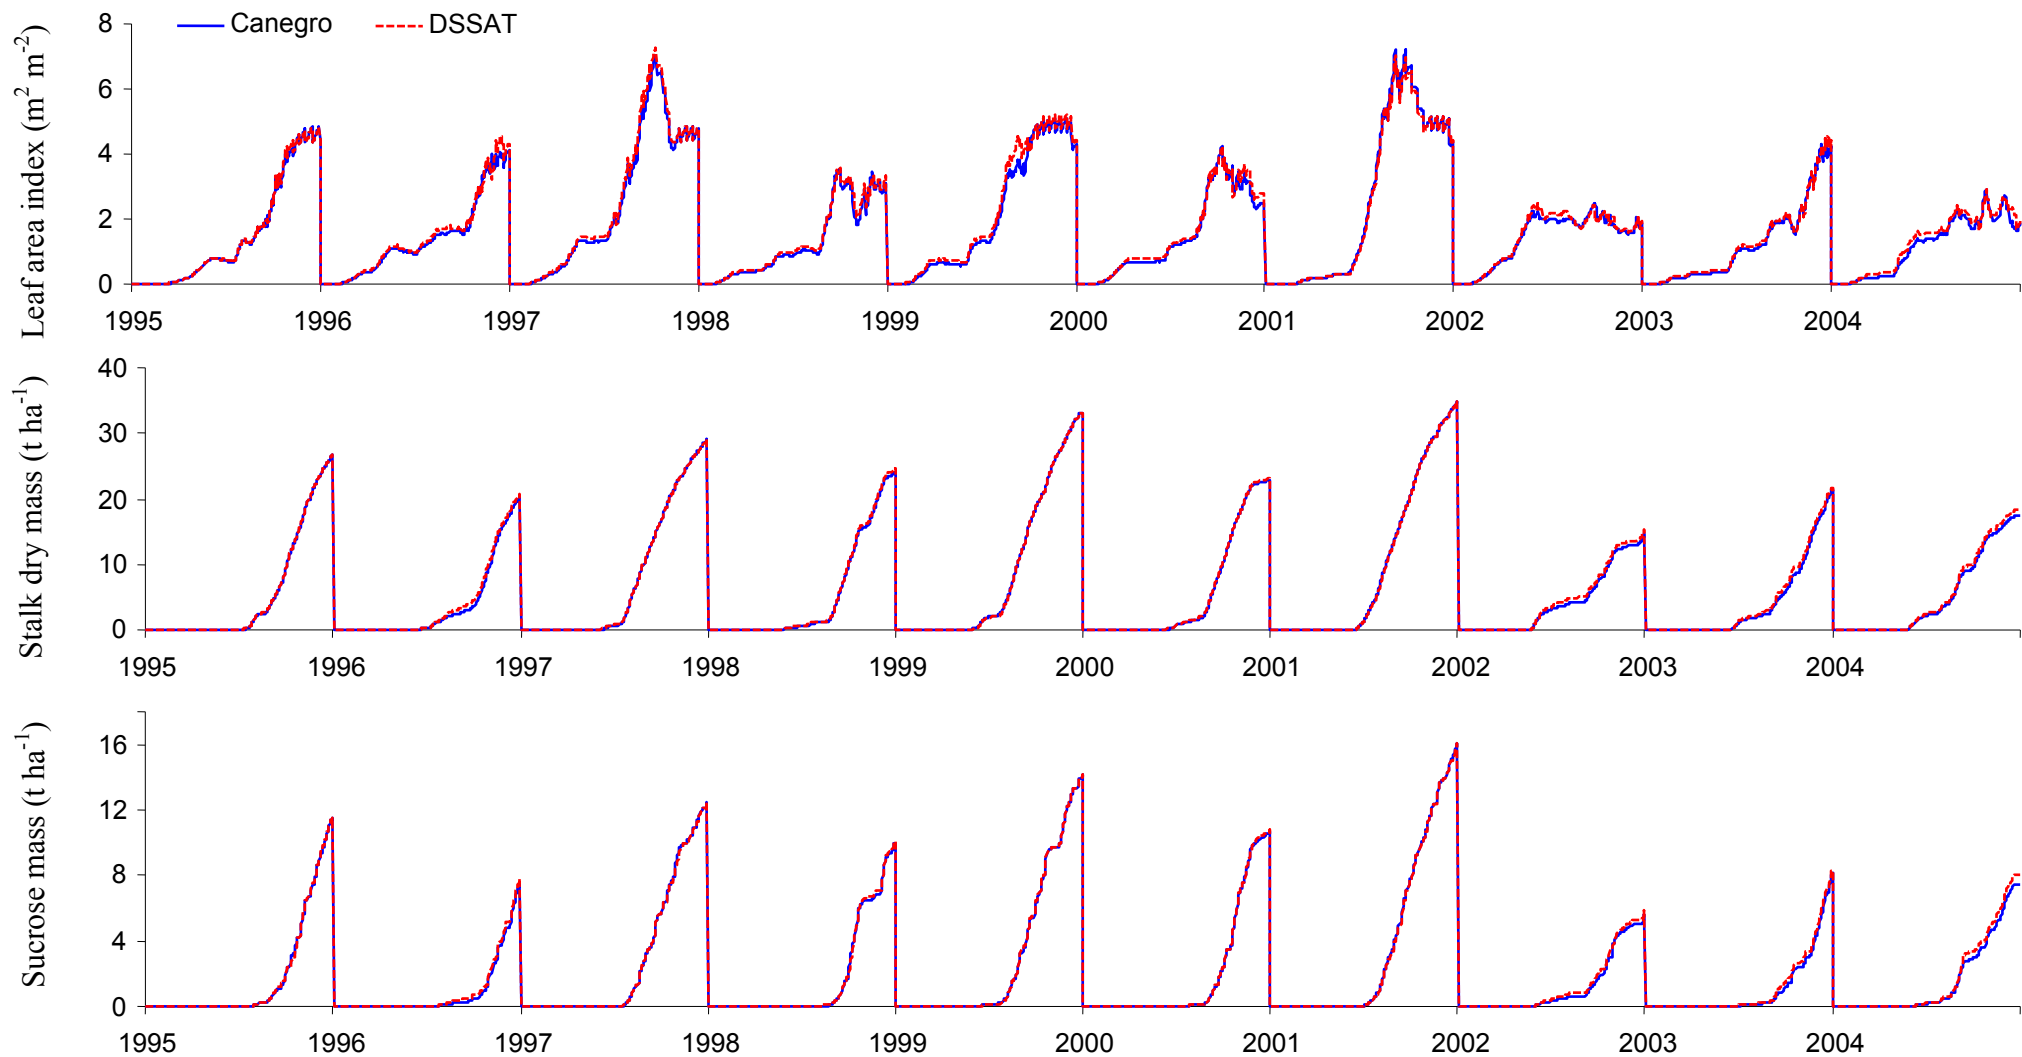 Canegro
DSSAT
Leaf area index (m² m⁻²)
8
6
4
2
0
1995 1996 1997 1998 1999 2000 2001 2002 2003 2004
Stalk dry mass (t ha⁻¹)
40
30
20
10
0
1995 1996 1997 1998 1999 2000 2001 2002 2003 2004
Sucrose mass (t ha⁻¹)
16
12
8
4
0
1995 1996 1997 1998 1999 2000 2001 2002 2003 2004